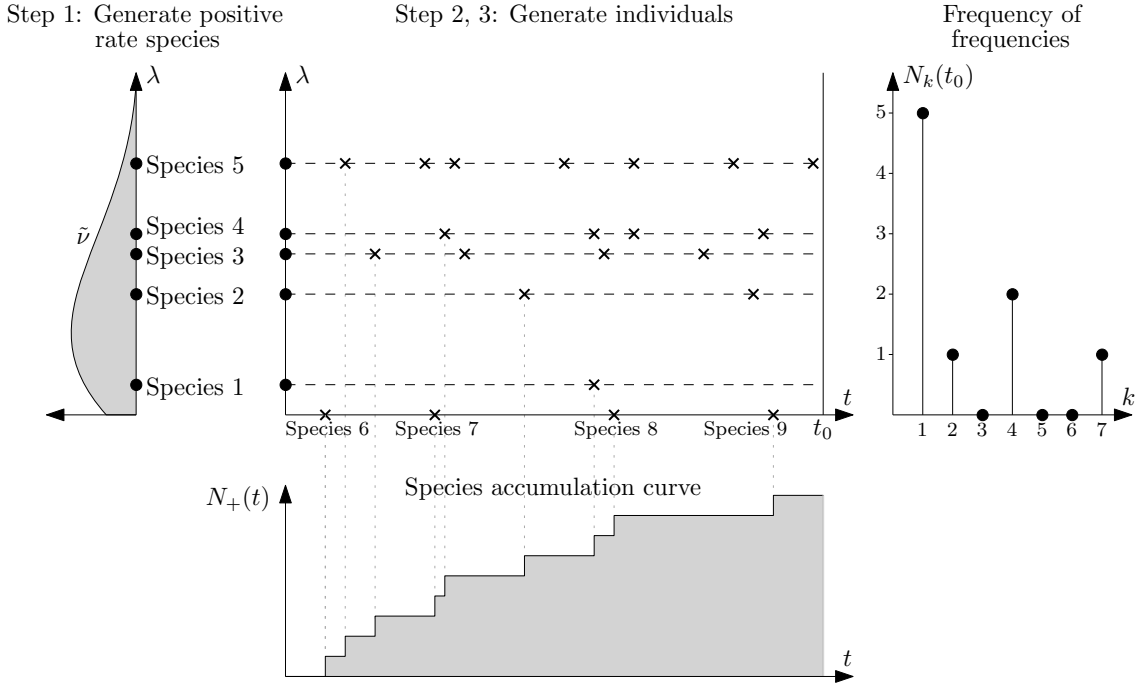 Step 1: Generate positive
rate species
Step 2, 3: Generate individuals
Frequency of
frequencies
λ
λ
N_k(t_0)
Species 5
Species 4
Species 3
Species 2
Species 1
ν̃
Species 6
Species 7
Species 8
Species 9
t_0
t
5
4
3
2
1
k
1 2 3 4 5 6 7
Species accumulation curve
N_+(t)
t